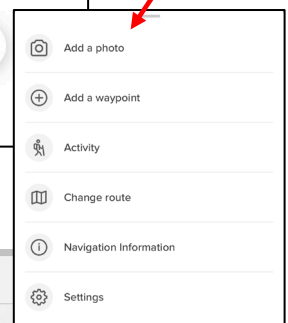 Add a photo
Add a waypoint
Activity
Change route
Navigation Information
Settings